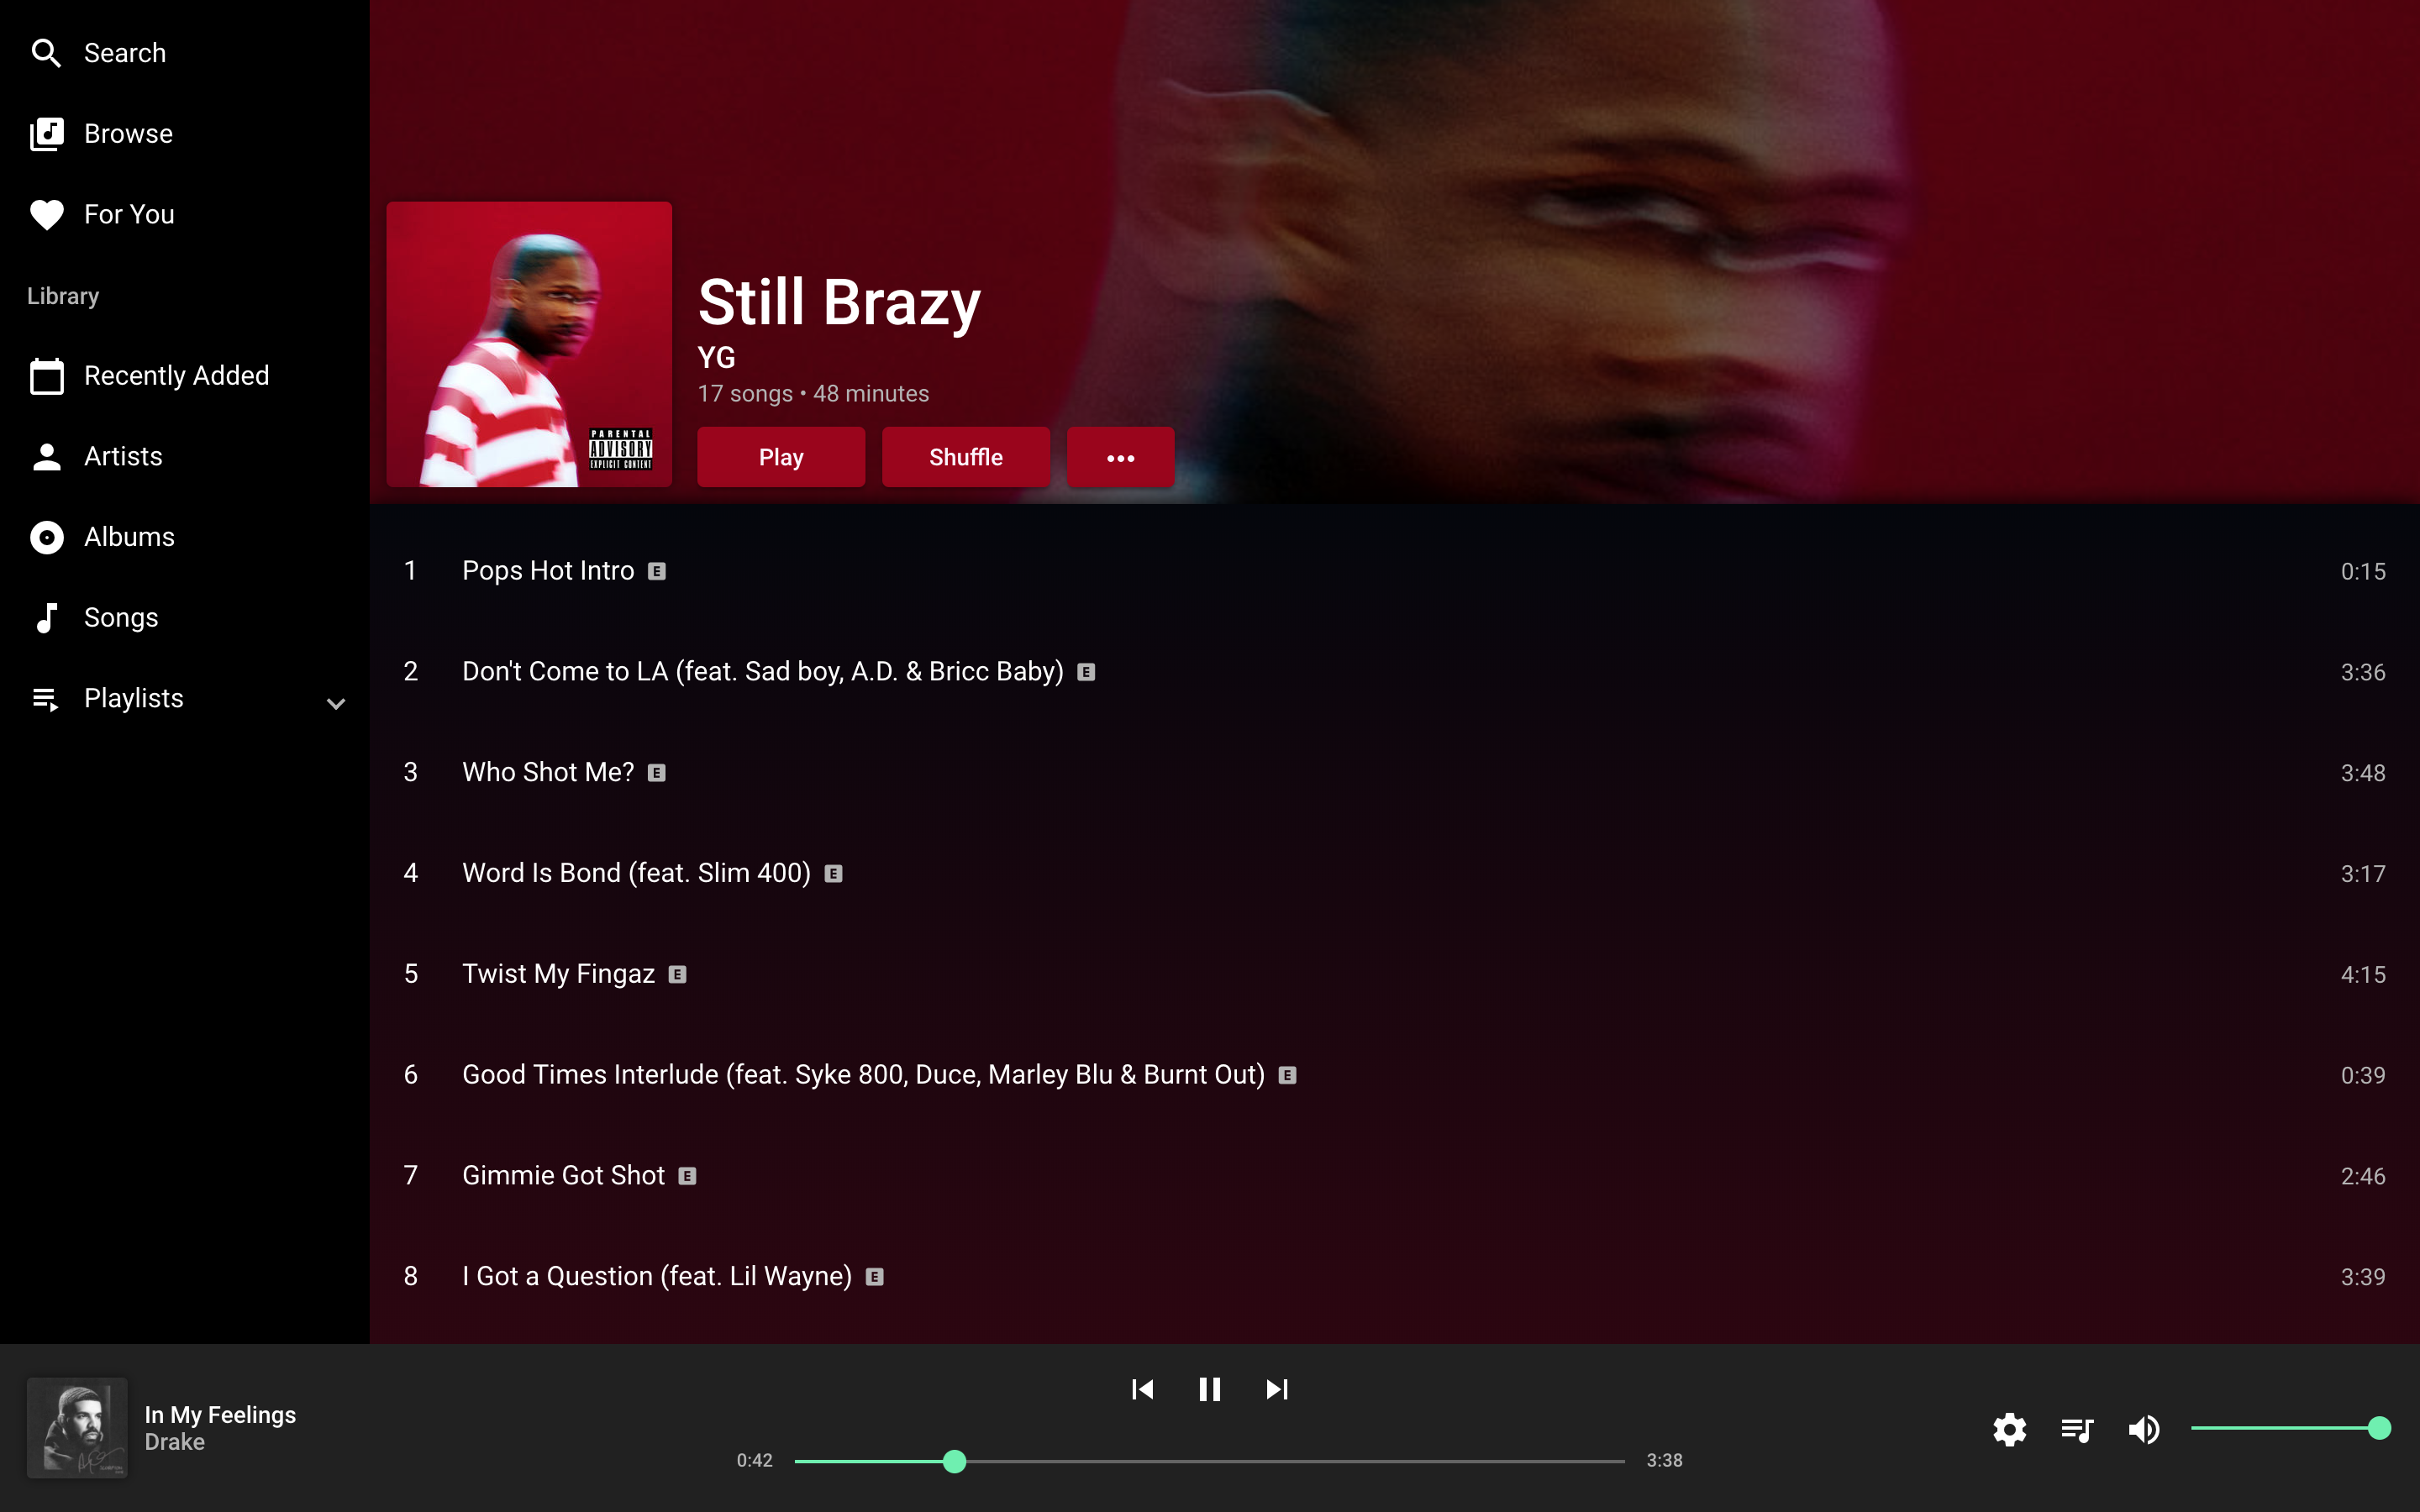 Search
Browse
For You
Library
Recently Added
Artists
Albums
Songs
Playlists
PARENTAL
ADVISORY
EXPLICIT CONTENT
Still Brazy
YG
17 songs • 48 minutes
Play Shuffle
1 Pops Hot Intro E 0:15
2 Don't Come to LA (feat. Sad boy, A.D. & Bricc Baby) E 3:36
3 Who Shot Me? E 3:48
4 Word Is Bond (feat. Slim 400) E 3:17
5 Twist My Fingaz E 4:15
6 Good Times Interlude (feat. Syke 800, Duce, Marley Blu & Burnt Out) E 0:39
7 Gimmie Got Shot E 2:46
8 I Got a Question (feat. Lil Wayne) E 3:39
In My Feelings
Drake
0:42 3:38